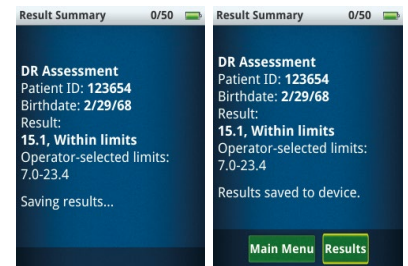 Result Summary 0/50
DR Assessment
Patient ID: 123654
Birthdate: 2/29/68
Result:
15.1, Within limits
Operator-selected limits:
7.0-23.4
Saving results...
Result Summary 0/50
DR Assessment
Patient ID: 123654
Birthdate: 2/29/68
Result:
15.1, Within limits
Operator-selected limits:
7.0-23.4
Results saved to device.
Main Menu Results